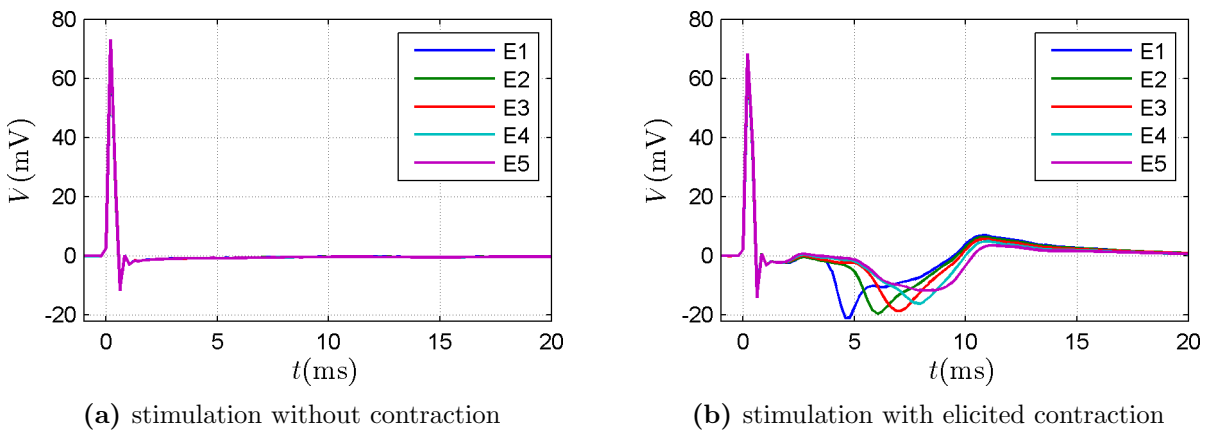 80
60
40
20
0
-20
V(mV)
0
5
10
15
20
t(ms)
E1
E2
E3
E4
E5
(a) stimulation without contraction
80
60
40
20
0
-20
V(mV)
0
5
10
15
20
t(ms)
E1
E2
E3
E4
E5
(b) stimulation with elicited contraction